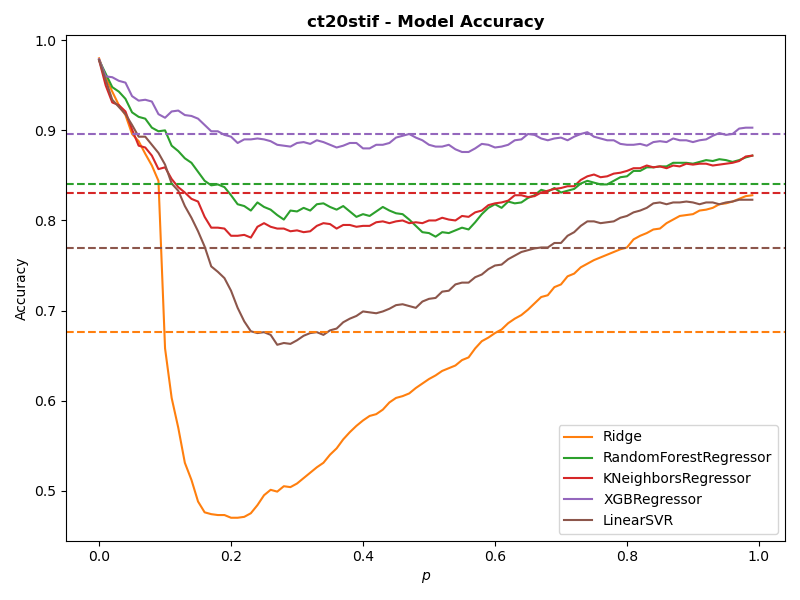 ct20stif - Model Accuracy
1.0
0.9
0.8
0.7
0.6
0.5
Accuracy
0.0
0.2
0.4
0.6
0.8
1.0
p
Ridge
RandomForestRegressor
KNeighborsRegressor
XGBRegressor
LinearSVR